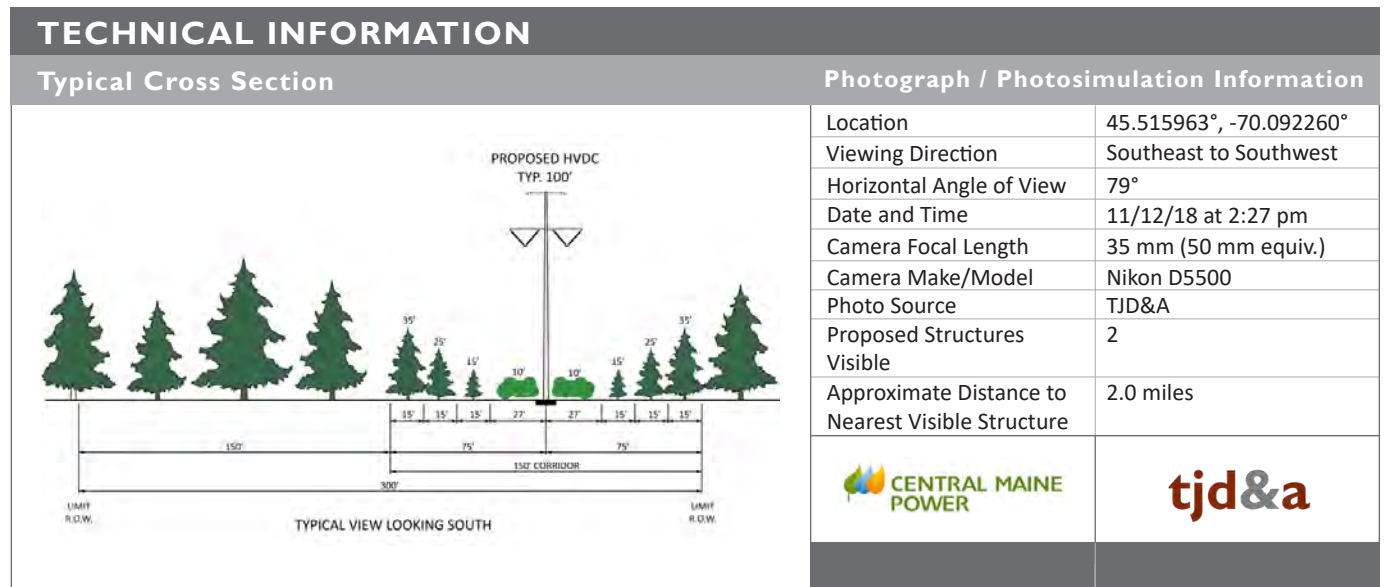 TECHNICAL INFORMATION
Typical Cross Section
PROPOSED HVDC
TYP. 100'
35'
25'
15'
10'
10'
15'
25'
35'
15'
15'
15'
27'
27'
15'
15'
15'
150'
75'
75'
150' CORRIDOR
300'
LIMIT
R.O.W.
LIMIT
R.O.W.
TYPICAL VIEW LOOKING SOUTH
Photograph / Photosimulation Information
Location 45.515963°, -70.092260°
Viewing Direction Southeast to Southwest
Horizontal Angle of View 79°
Date and Time 11/12/18 at 2:27 pm
Camera Focal Length 35 mm (50 mm equiv.)
Camera Make/Model Nikon D5500
Photo Source TJD&A
Proposed Structures 2
Visible
Approximate Distance to 2.0 miles
Nearest Visible Structure
CENTRAL MAINE
POWER
tjd&a